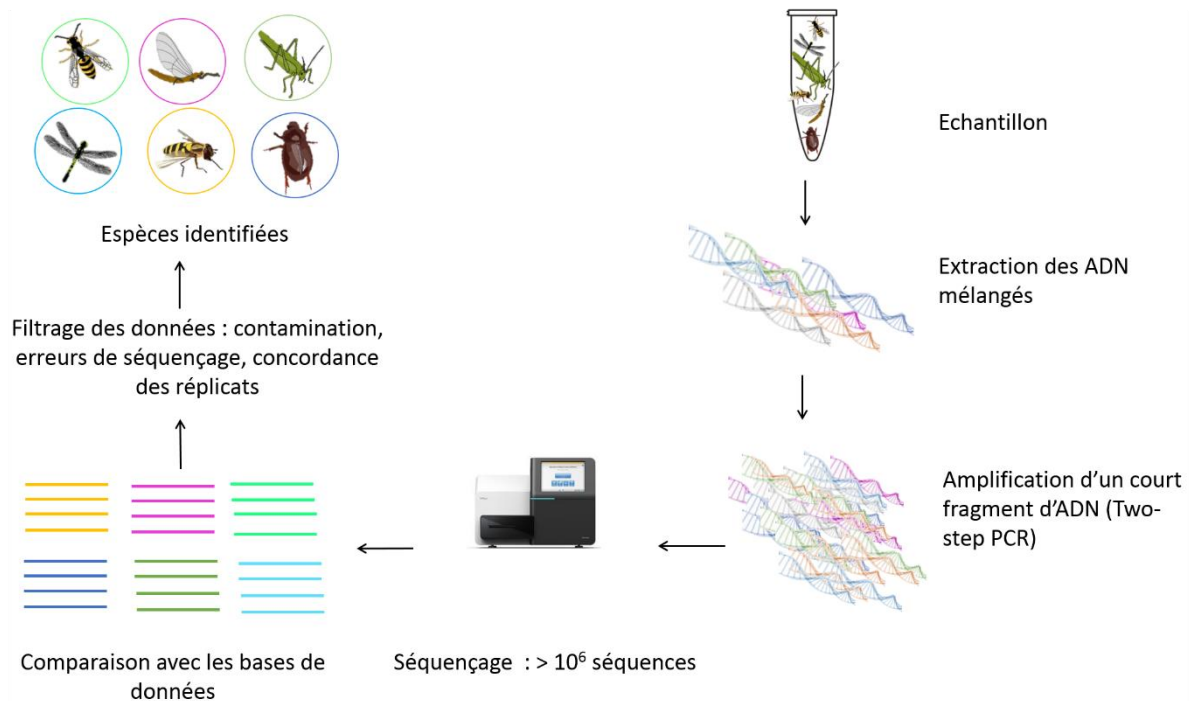 Echantillon
Extraction des ADN
mélangés
Amplification d'un court
fragment d'ADN (Two-
step PCR)
Séquençage : > 10⁶ séquences
Comparaison avec les bases de
données
Filtrage des données : contamination,
erreurs de séquençage, concordance
des réplicats
Espèces identifiées